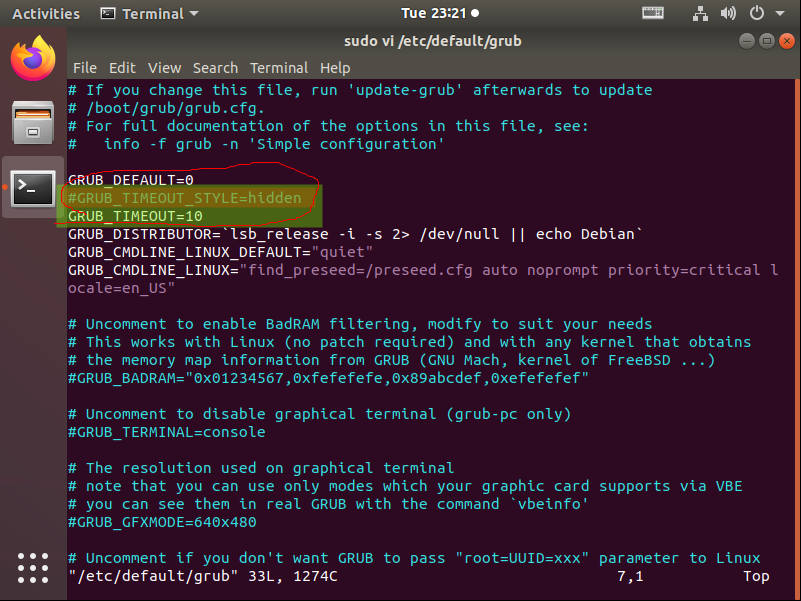 Activities Terminal Tue 23:21
sudo vi /etc/default/grub
File Edit View Search Terminal Help
# If you change this file, run 'update-grub' afterwards to update
# /boot/grub/grub.cfg.
# For full documentation of the options in this file, see:
#   info -f grub -n 'Simple configuration'
GRUB_DEFAULT=0
#GRUB_TIMEOUT_STYLE=hidden
GRUB_TIMEOUT=10
GRUB_DISTRIBUTOR=`lsb_release -i -s 2> /dev/null || echo Debian`
GRUB_CMDLINE_LINUX_DEFAULT="quiet"
GRUB_CMDLINE_LINUX="find_preseed=/preseed.cfg auto noprompt priority=critical l
ocale=en_US"
# Uncomment to enable BadRAM filtering, modify to suit your needs
# This works with Linux (no patch required) and with any kernel that obtains
# the memory map information from GRUB (GNU Mach, kernel of FreeBSD ...)
#GRUB_BADRAM="0x01234567,0xfefefefe,0x89abcdef,0xefefefef"
# Uncomment to disable graphical terminal (grub-pc only)
#GRUB_TERMINAL=console
# The resolution used on graphical terminal
# note that you can use only modes which your graphic card supports via VBE
# you can see them in real GRUB with the command `vbeinfo'
#GRUB_GFXMODE=640x480
# Uncomment if you don't want GRUB to pass "root=UUID=xxx" parameter to Linux
"/etc/default/grub" 33L, 1274C 7,1 Top